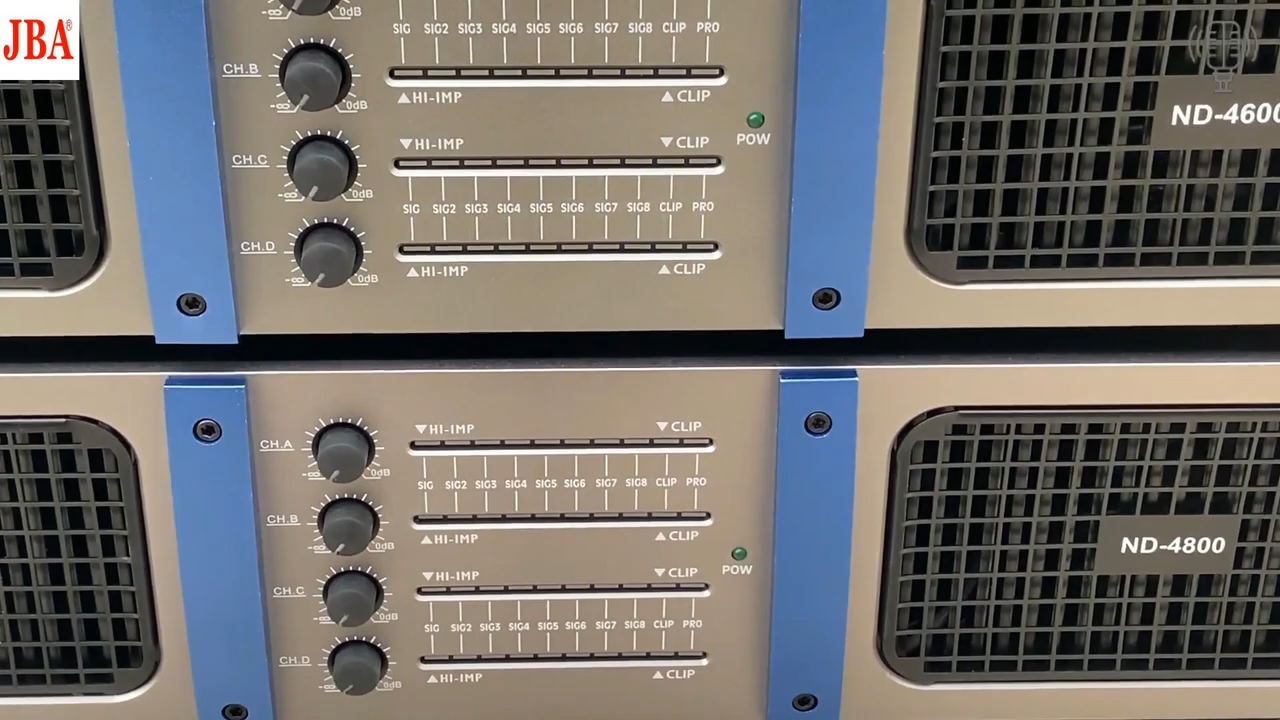 JBA®
SIG SIG2 SIG3 SIG4 SIG5 SIG6 SIG7 SIG8 CLIP PRO
CH.B
-∞ 0dB
▲HI-IMP ▲CLIP
POW
ND-4600
▼HI-IMP ▼CLIP
CH.C
-∞ 0dB
SIG SIG2 SIG3 SIG4 SIG5 SIG6 SIG7 SIG8 CLIP PRO
CH.D
-∞ 0dB
▲HI-IMP ▲CLIP
▼HI-IMP ▼CLIP
CH.A
-∞ 0dB
SIG SIG2 SIG3 SIG4 SIG5 SIG6 SIG7 SIG8 CLIP PRO
CH.B
-∞ 0dB
▲HI-IMP ▲CLIP
POW
ND-4800
▼HI-IMP ▼CLIP
CH.C
-∞ 0dB
SIG SIG2 SIG3 SIG4 SIG5 SIG6 SIG7 SIG8 CLIP PRO
CH.D
-∞ 0dB
▲HI-IMP ▲CLIP